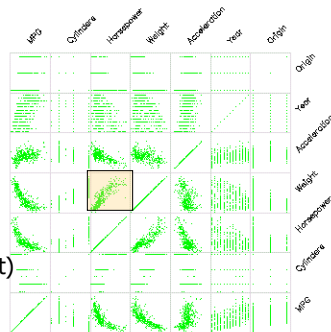 MPG
Cylinders
Horsepower
Weight
Acceleration
Year
Origin
Origin
Year
Acceleration
Weight
Horsepower
t)
Cylinders
MPG